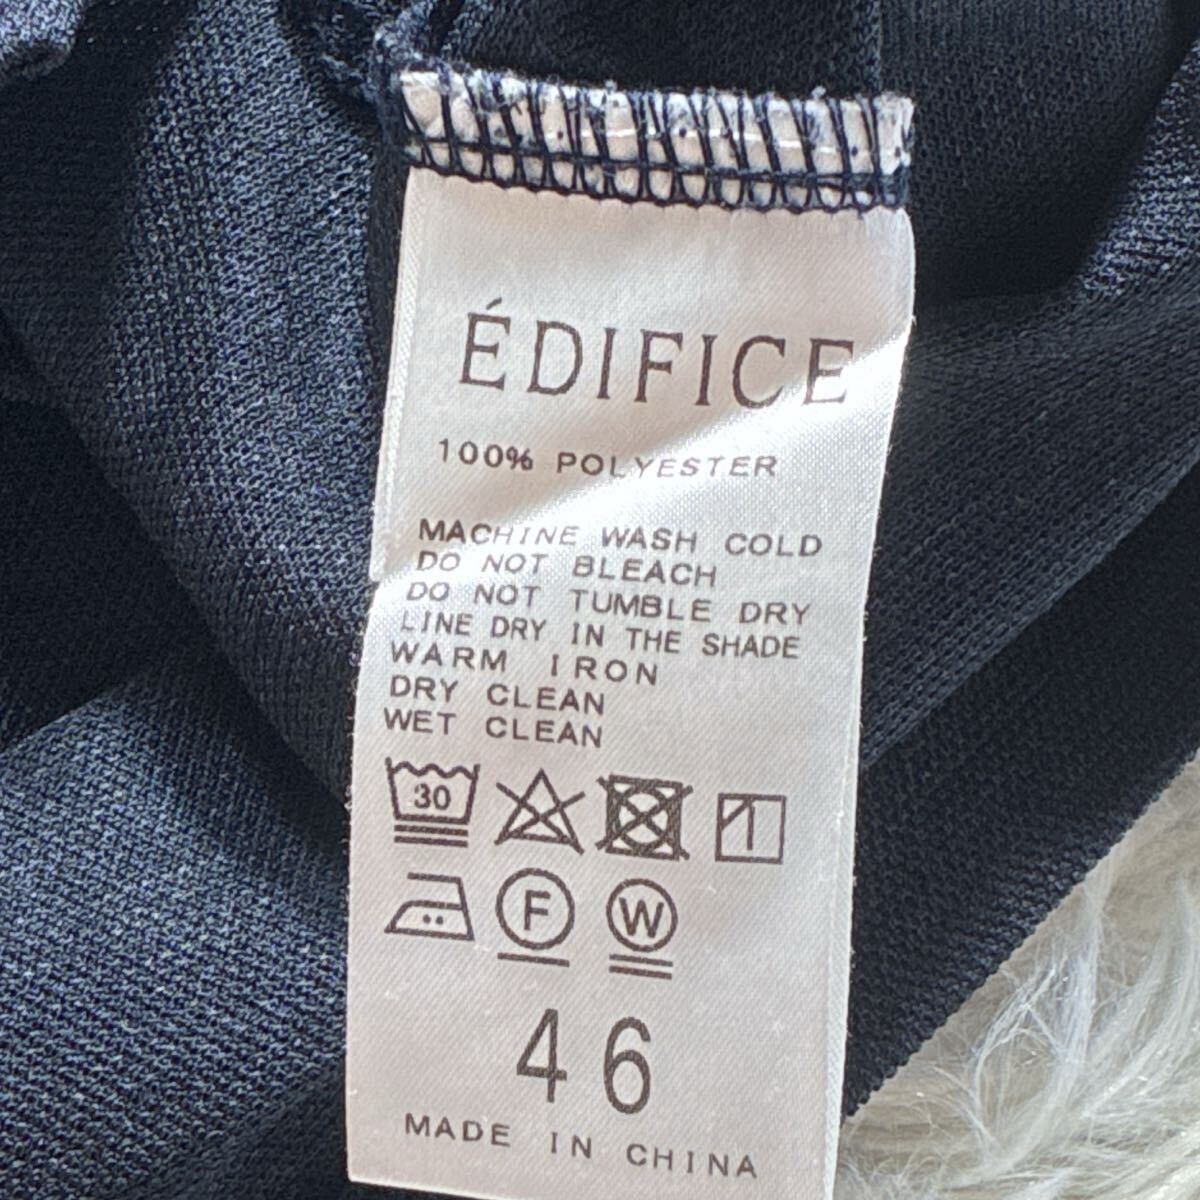 ÉDIFICE
100% POLYESTER
MACHINE WASH COLD
DO NOT BLEACH
DO NOT TUMBLE DRY
LINE DRY IN THE SHADE
WARM IRON
DRY CLEAN
WET CLEAN
30
F W
46
MADE IN CHINA